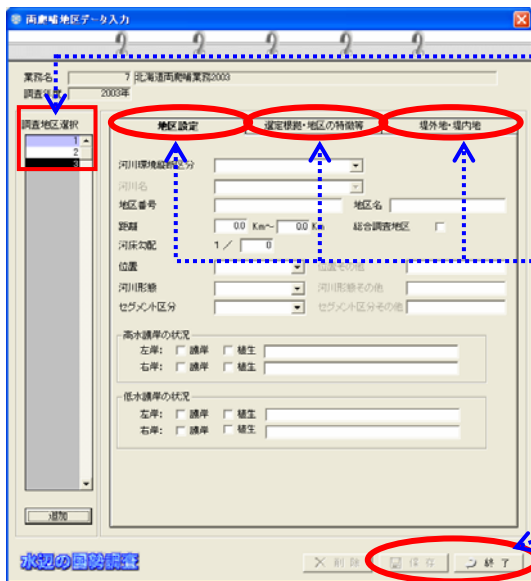 両爬哺地区データ入力
業務名 7 北海道両爬哺業務2003
調査年度 2003年
調査地区選択
1
2
3
地区設定 選定根拠・地区の特徴等 堤外地・堤内地
河川環境縦断区分
河川名
地区番号 地区名
距離 0.0 Km～ 0.0 Km 総合調査地区
河床勾配 1／ 0
位置 位置その他
河川形態 河川形態その他
セグメント区分 セグメント区分その他
高水護岸の状況
左岸： 護岸 植生
右岸： 護岸 植生
低水護岸の状況
左岸： 護岸 植生
右岸： 護岸 植生
追加
水辺の国勢調査
削除 保存 終了